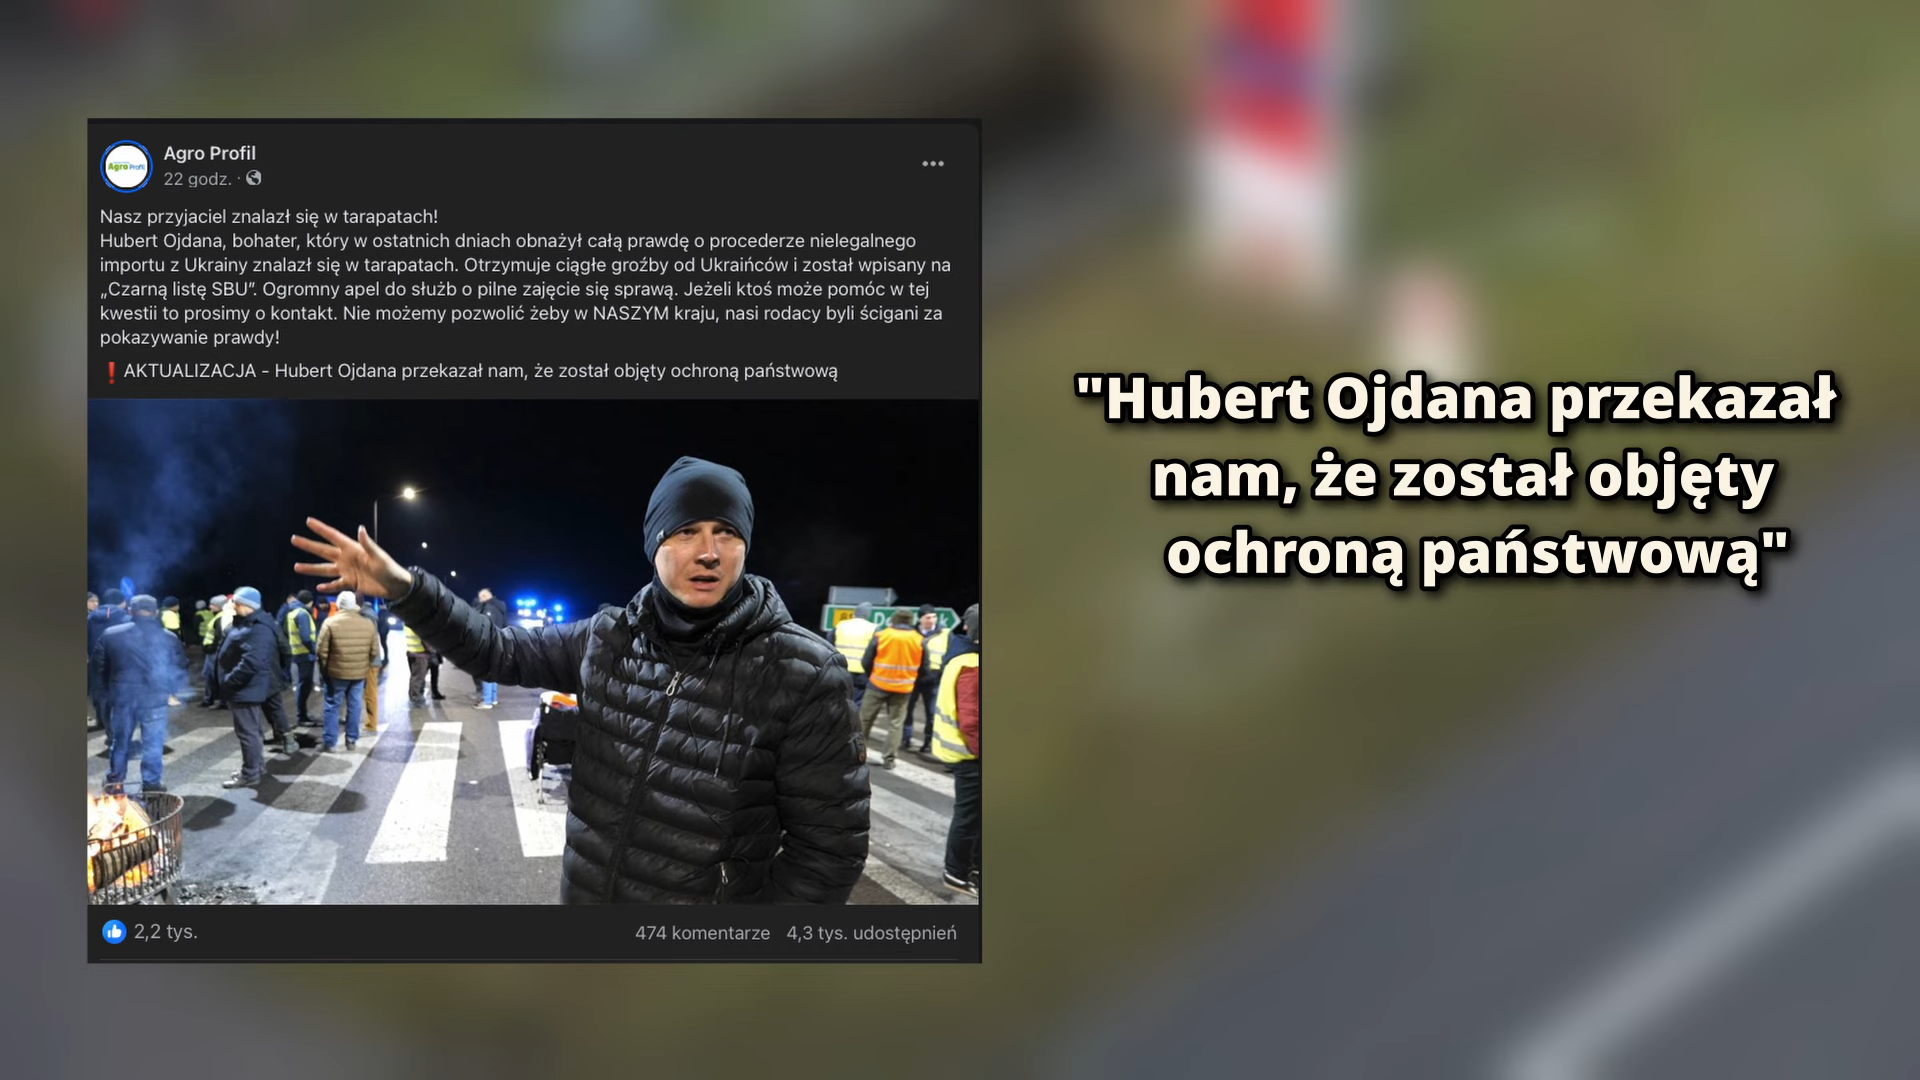 Agro Profil
Agro Profil
22 godz. ·
Nasz przyjaciel znalazł się w tarapatach!
Hubert Ojdana, bohater, który w ostatnich dniach obnażył całą prawdę o procederze nielegalnego
importu z Ukrainy znalazł się w tarapatach. Otrzymuje ciągłe groźby od Ukraińców i został wpisany na
„Czarną listę SBU”. Ogromny apel do służb o pilne zajęcie się sprawą. Jeżeli ktoś może pomóc w tej
kwestii to prosimy o kontakt. Nie możemy pozwolić żeby w NASZYM kraju, nasi rodacy byli ścigani za
pokazywanie prawdy!
❗AKTUALIZACJA - Hubert Ojdana przekazał nam, że został objęty ochroną państwową
2,2 tys.
474 komentarze 4,3 tys. udostępnień
"Hubert Ojdana przekazał
nam, że został objęty
ochroną państwową"